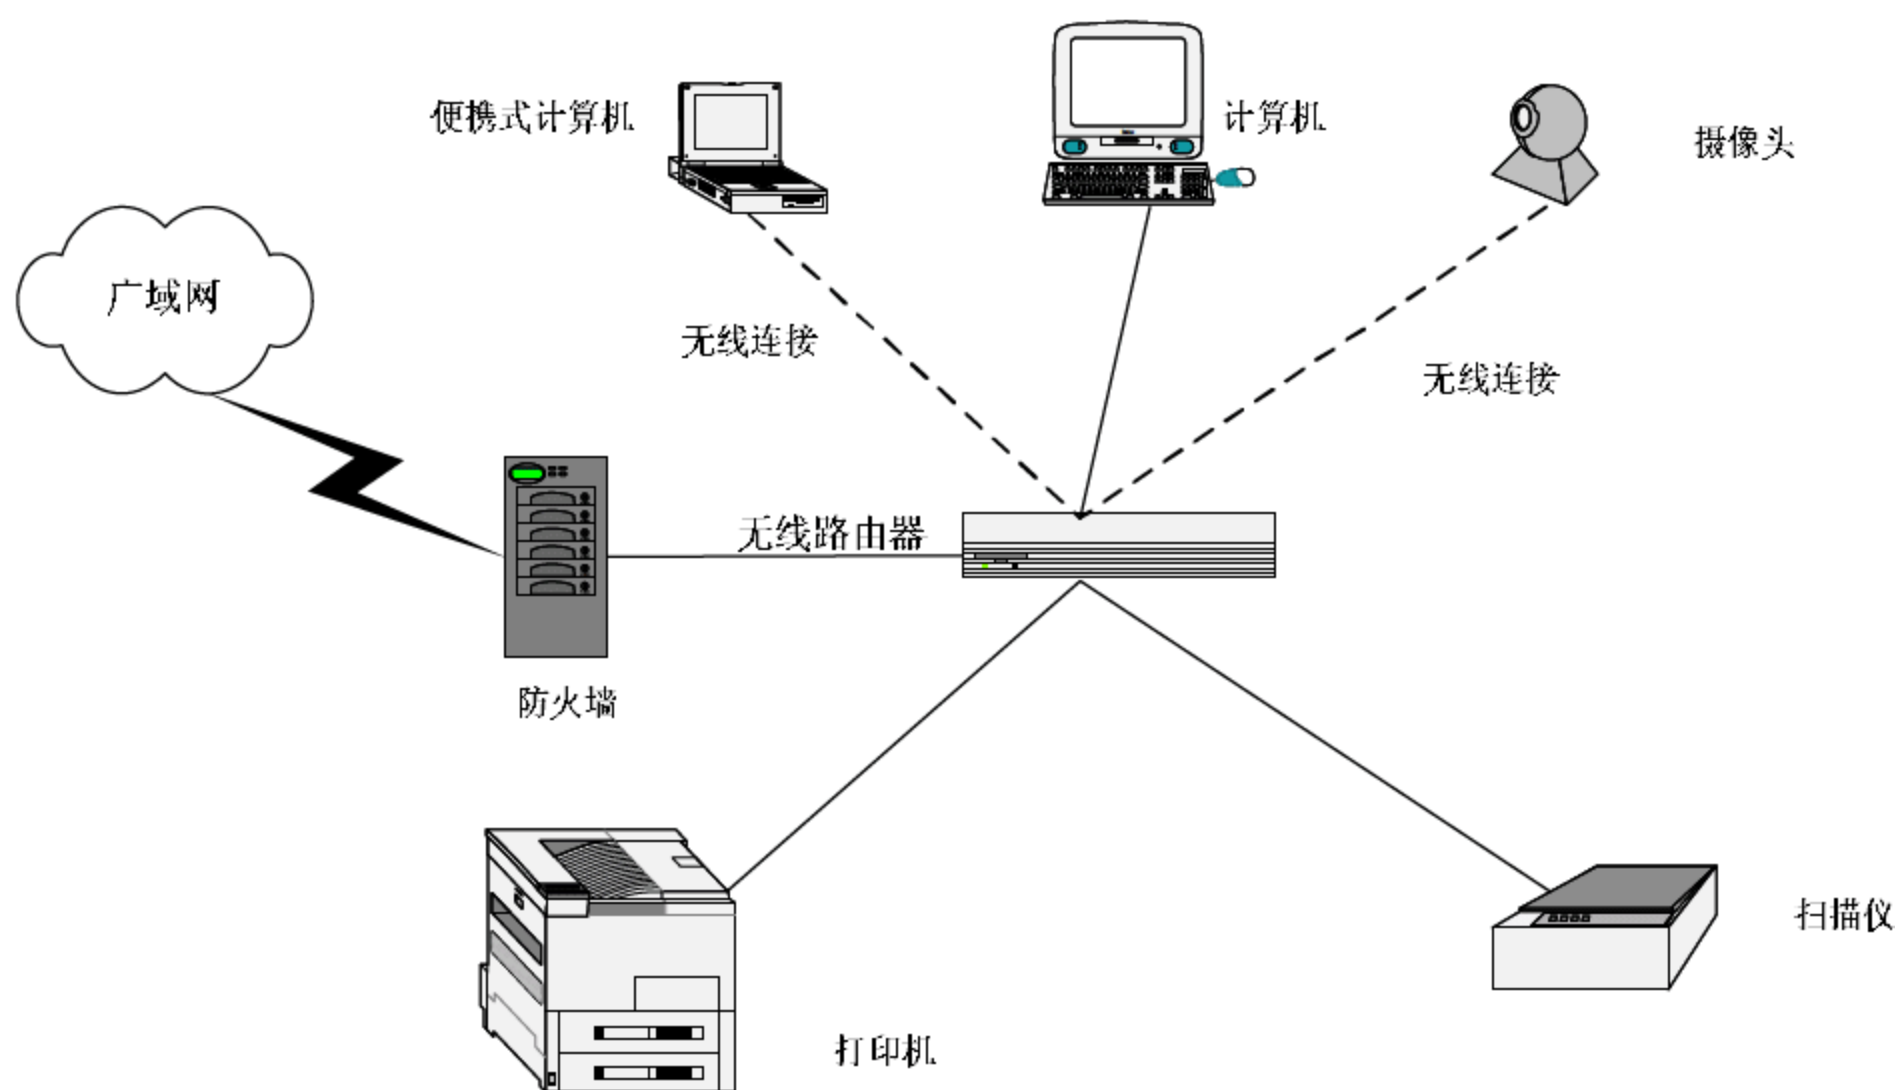 便携式计算机
计算机
摄像头
广域网
无线连接
无线连接
无线路由器
防火墙
扫描仪
打印机